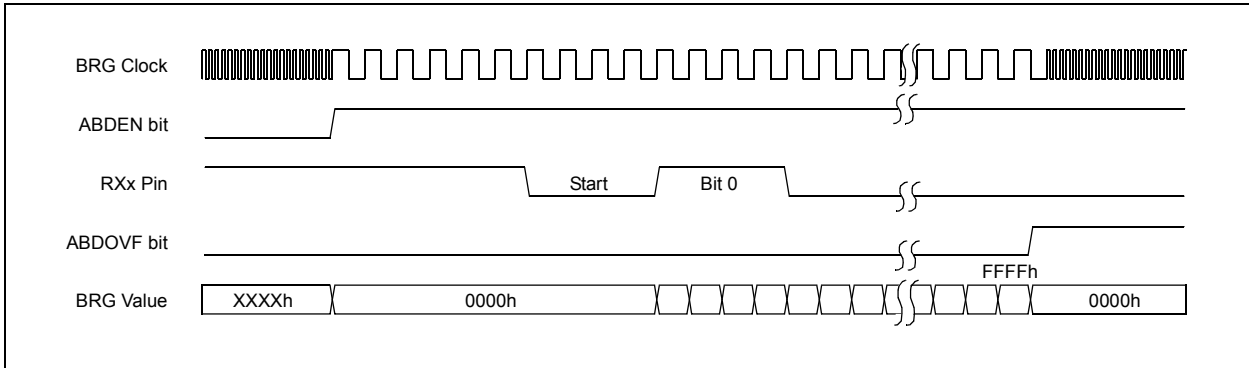 BRG Clock
ABDEN bit
RXx Pin
Start
Bit 0
ABDOVF bit
FFFFh
BRG Value
XXXXh
0000h
0000h